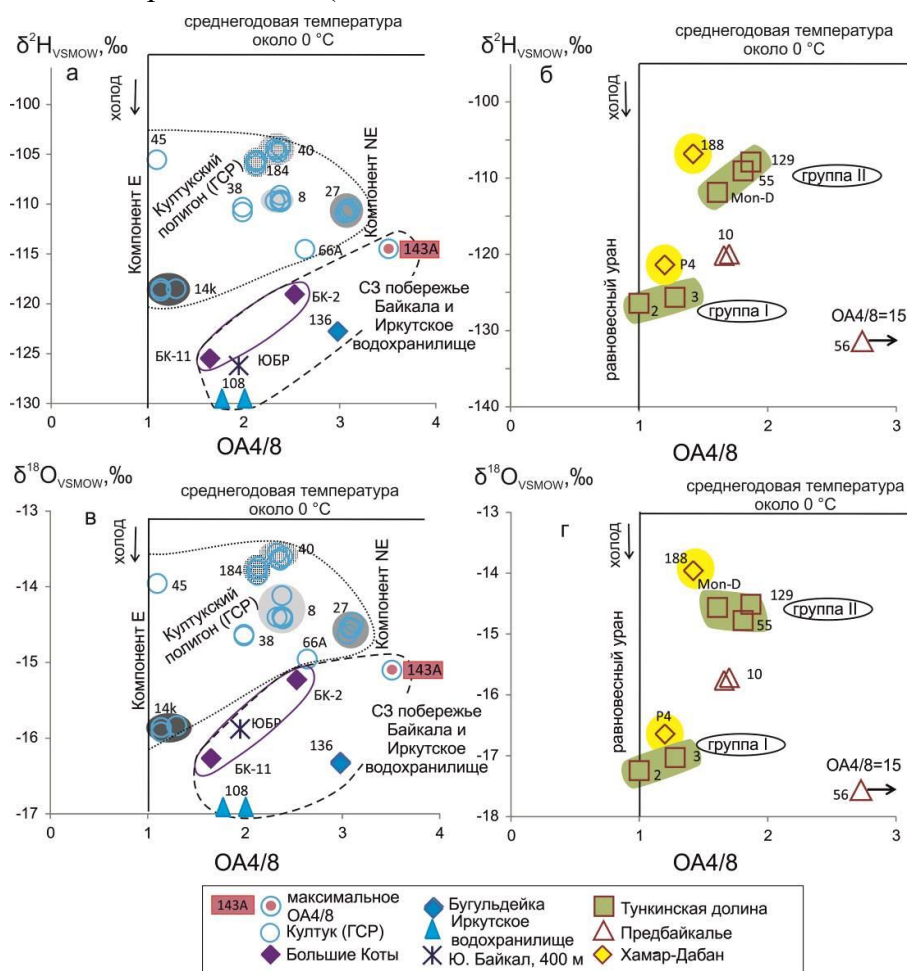 среднегодовая температура
около 0 °C
δ²H_VSMOW,‰
а
холод
-100
-105
-110
-115
-120
-125
-130
0
1
2
3
4
ОА4/8
Компонент Е
Култукский
полигон (ГСР)
Компонент NE
45
40
184
38
8
27
66А
143А
14k
БК-2
136
БК-11
ЮБР
108
СЗ побережье
Байкала и
Иркутское
водохранилище
среднегодовая температура
около 0 °C
δ²H_VSMOW,‰
б
холод
-95
-100
-110
-120
-130
-140
0
1
2
3
ОА4/8
равновесный уран
188
129
55
Mon-D
группа II
10
P4
3
2
группа I
ОА4/8=15
56
среднегодовая температура
около 0 °C
δ¹⁸O_VSMOW,‰
в
холод
-13
-14
-15
-16
-17
0
1
2
3
4
ОА4/8
Компонент Е
Култукский
полигон (ГСР)
Компонент NE
45
40
184
8
27
38
66А
143А
14k
БК-2
ЮБР
136
БК-11
108
СЗ побережье
Байкала и
Иркутское
водохранилище
среднегодовая температура
около 0 °C
δ¹⁸O_VSMOW,‰
г
холод
-13
-14
-15
-16
-17
-18
0
1
2
3
ОА4/8
равновесный уран
188
Mon-D
129
55
группа II
10
P4
3
2
группа I
ОА4/8=15
56
143А максимальное
ОА4/8
Култук (ГСР)
Большие Коты
Бугульдейка
Иркутское
водохранилище
Ю. Байкал, 400 м
Тункинская долина
Предбайкалье
Хамар-Дабан